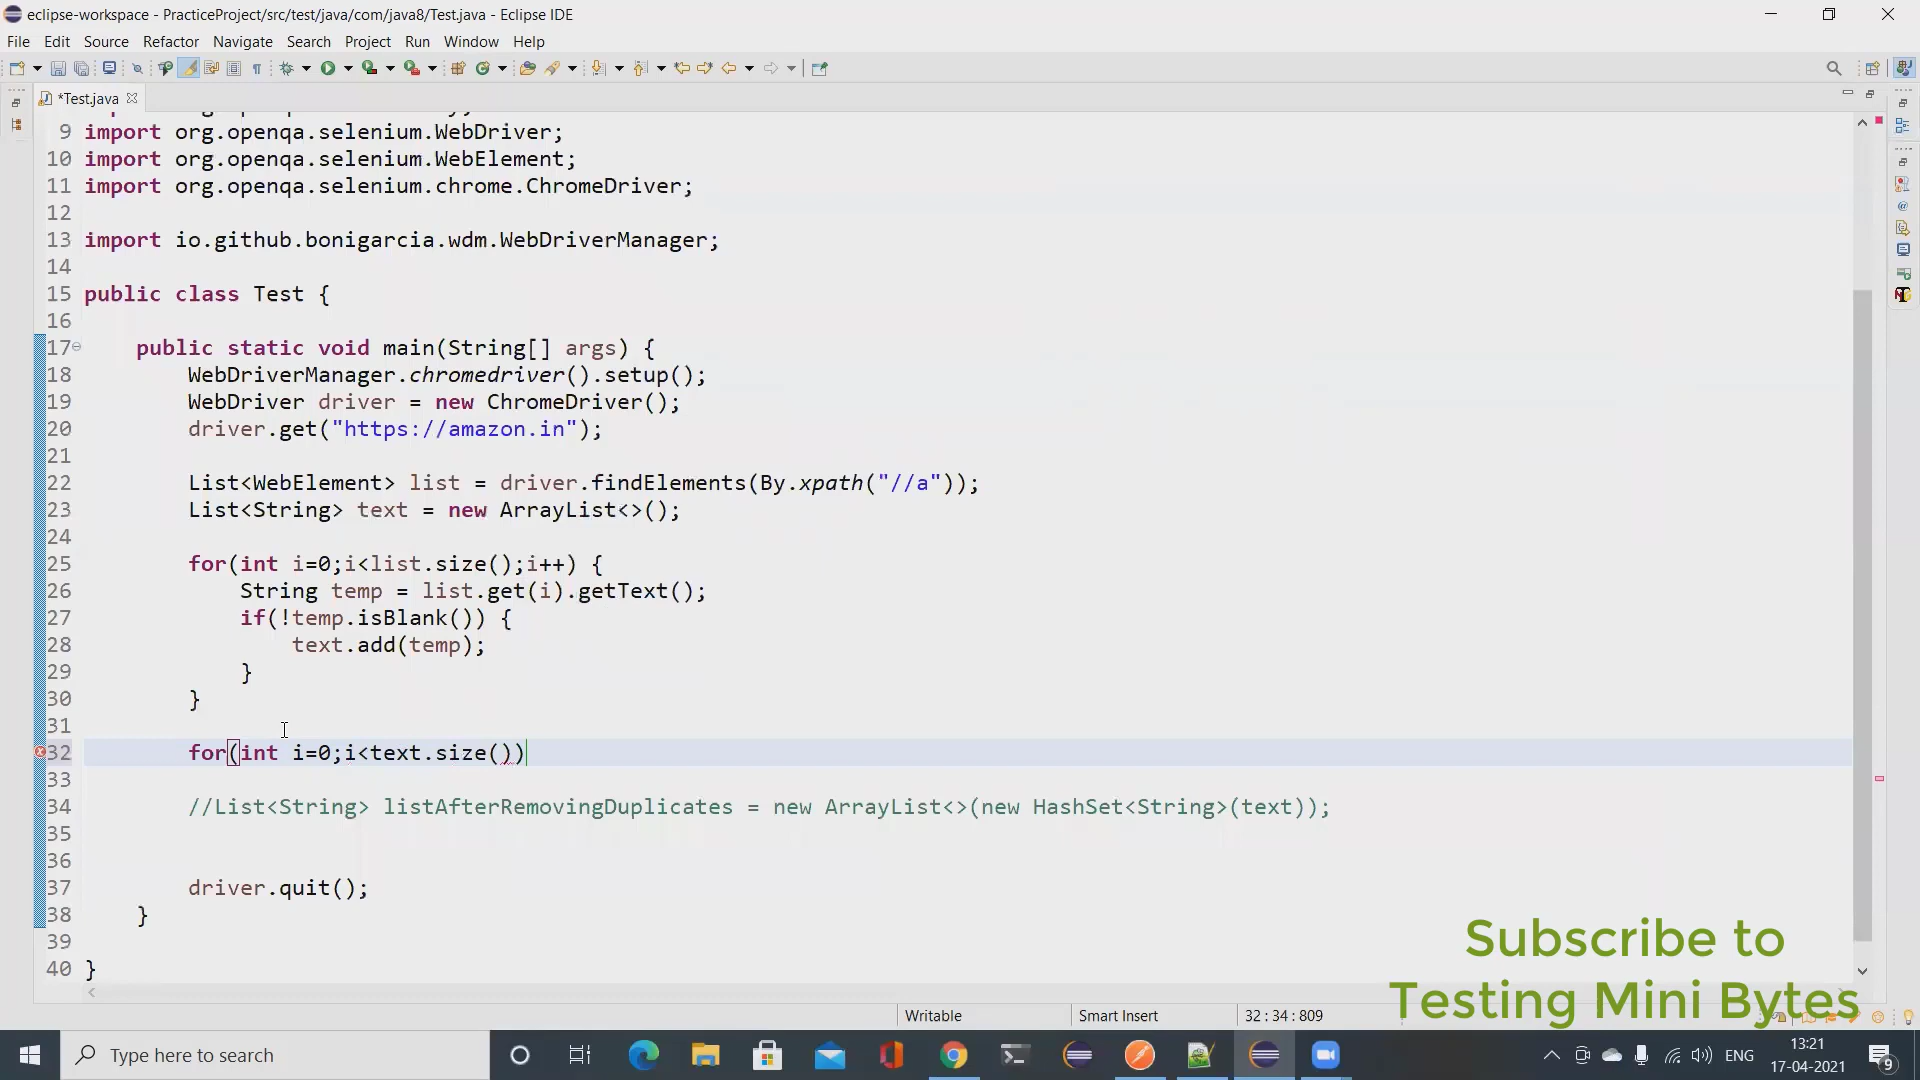 eclipse-workspace - PracticeProject/src/test/java/com/java8/Test.java - Eclipse IDE
File Edit Source Refactor Navigate Search Project Run Window Help
*Test.java
9 import org.openqa.selenium.WebDriver;
10 import org.openqa.selenium.WebElement;
11 import org.openqa.selenium.chrome.ChromeDriver;
12
13 import io.github.bonigarcia.wdm.WebDriverManager;
14
15 public class Test {
16
17 public static void main(String[] args) {
18 WebDriverManager.chromedriver().setup();
19 WebDriver driver = new ChromeDriver();
20 driver.get("https://amazon.in");
21
22 List<WebElement> list = driver.findElements(By.xpath("//a"));
23 List<String> text = new ArrayList<>();
24
25 for(int i=0;i<list.size();i++) {
26 String temp = list.get(i).getText();
27 if(!temp.isBlank()) {
28 text.add(temp);
29 }
30 }
31
32 for(int i=0;i<text.size())
33
34 //List<String> listAfterRemovingDuplicates = new ArrayList<>(new HashSet<String>(text));
35
36
37 driver.quit();
38 }
39
40 }
Subscribe to
Testing Mini Bytes
Writable Smart Insert 32 : 34 : 809
Type here to search
ENG
13:21
17-04-2021
9